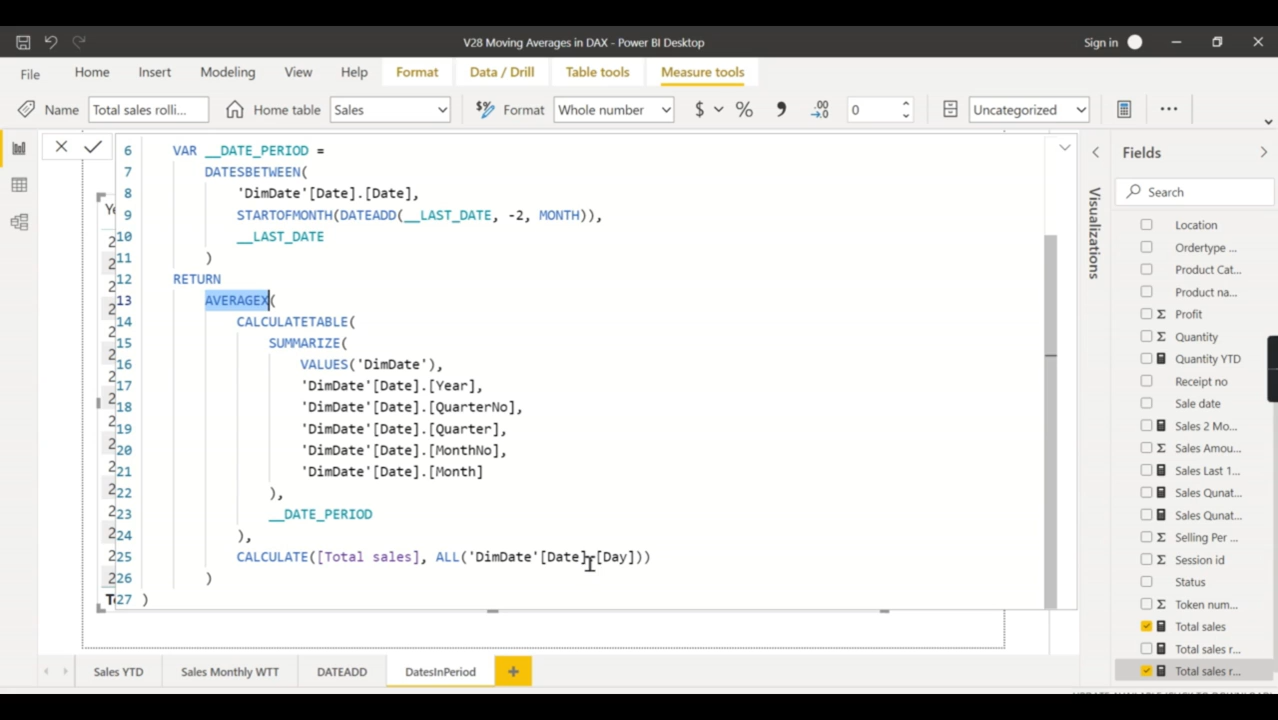 V28 Moving Averages in DAX - Power BI Desktop
Sign in
File Home Insert Modeling View Help Format Data / Drill Table tools Measure tools
Name Total sales rolli... Home table Sales Format Whole number $ % 9 .00 0 Uncategorized ...
6 VAR __DATE_PERIOD =
7 DATESBETWEEN(
8 'DimDate'[Date].[Date],
9 STARTOFMONTH(DATEADD(__LAST_DATE, -2, MONTH)),
10 __LAST_DATE
11 )
12 RETURN
13 AVERAGEX(
14 CALCULATETABLE(
15 SUMMARIZE(
16 VALUES('DimDate'),
17 'DimDate'[Date].[Year],
18 'DimDate'[Date].[QuarterNo],
19 'DimDate'[Date].[Quarter],
20 'DimDate'[Date].[MonthNo],
21 'DimDate'[Date].[Month]
22 ),
23 __DATE_PERIOD
24 ),
25 CALCULATE([Total sales], ALL('DimDate'[Date].[Day]))
26 )
27 )
Visualizations
Fields
Search
Location
Ordertype ...
Product Cat...
Product na...
Σ Profit
Σ Quantity
Quantity YTD
Receipt no
Sale date
Sales 2 Mo...
Σ Sales Amou...
Sales Last 1...
Sales Qunat...
Sales Qunat...
Σ Selling Per ...
Session id
Status
Σ Token num...
Total sales
Total sales r...
Total sales r...
Sales YTD Sales Monthly WTT DATEADD DatesInPeriod +